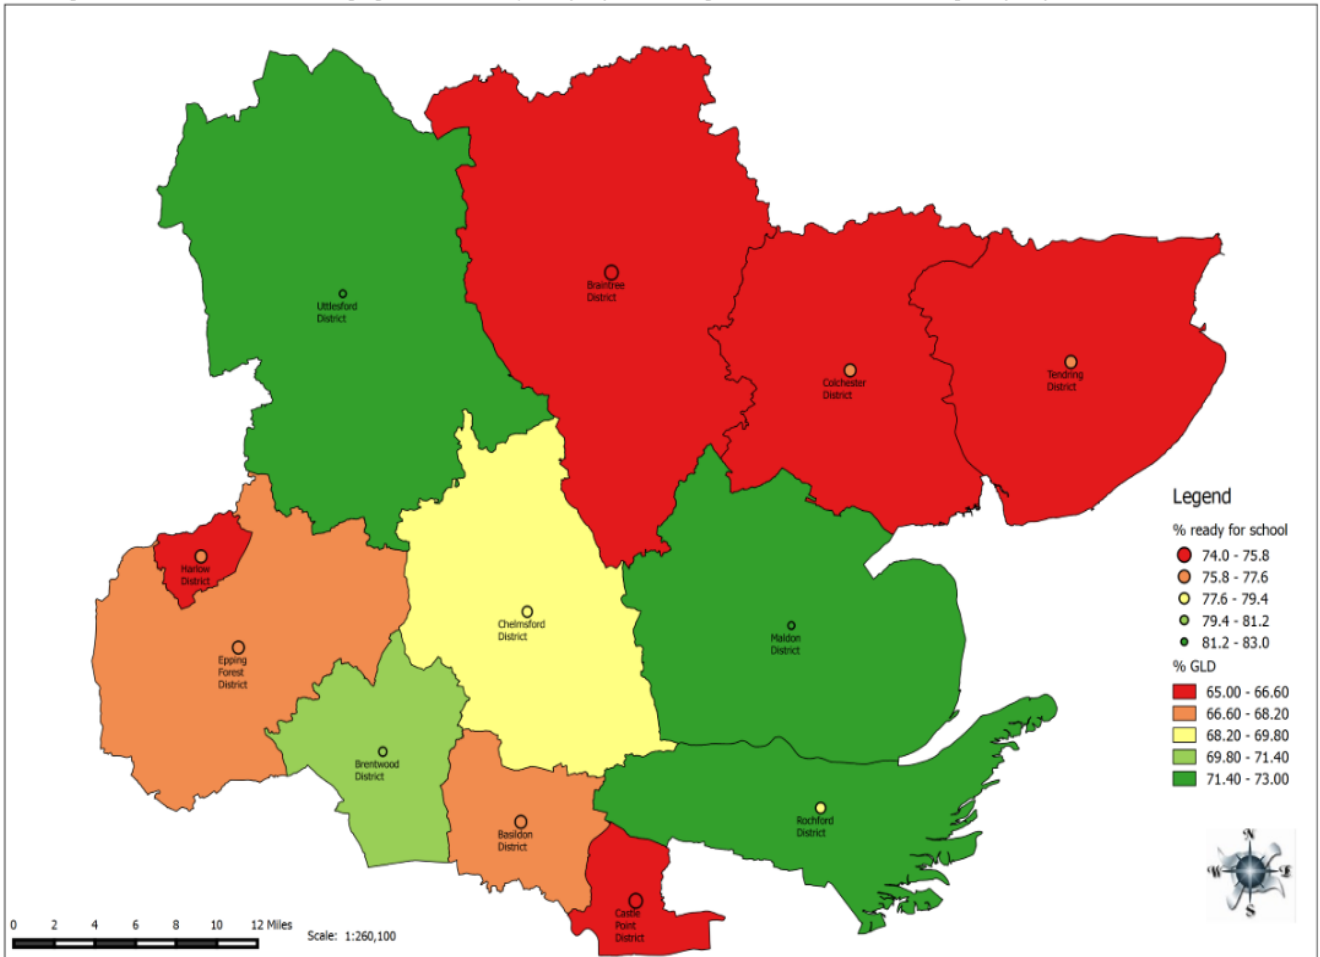 Uttlesford
District
Braintree
District
Colchester
District
Tendring
District
Harlow
District
Epping
Forest
District
Chelmsford
District
Maldon
District
Brentwood
District
Basildon
District
Rochford
District
Castle
Point
District
Legend
% ready for school
74.0 - 75.8
75.8 - 77.6
77.6 - 79.4
79.4 - 81.2
81.2 - 83.0
% GLD
65.00 - 66.60
66.60 - 68.20
68.20 - 69.80
69.80 - 71.40
71.40 - 73.00
N
W E
S
0 2 4 6 8 10 12 Miles
Scale: 1:260,100